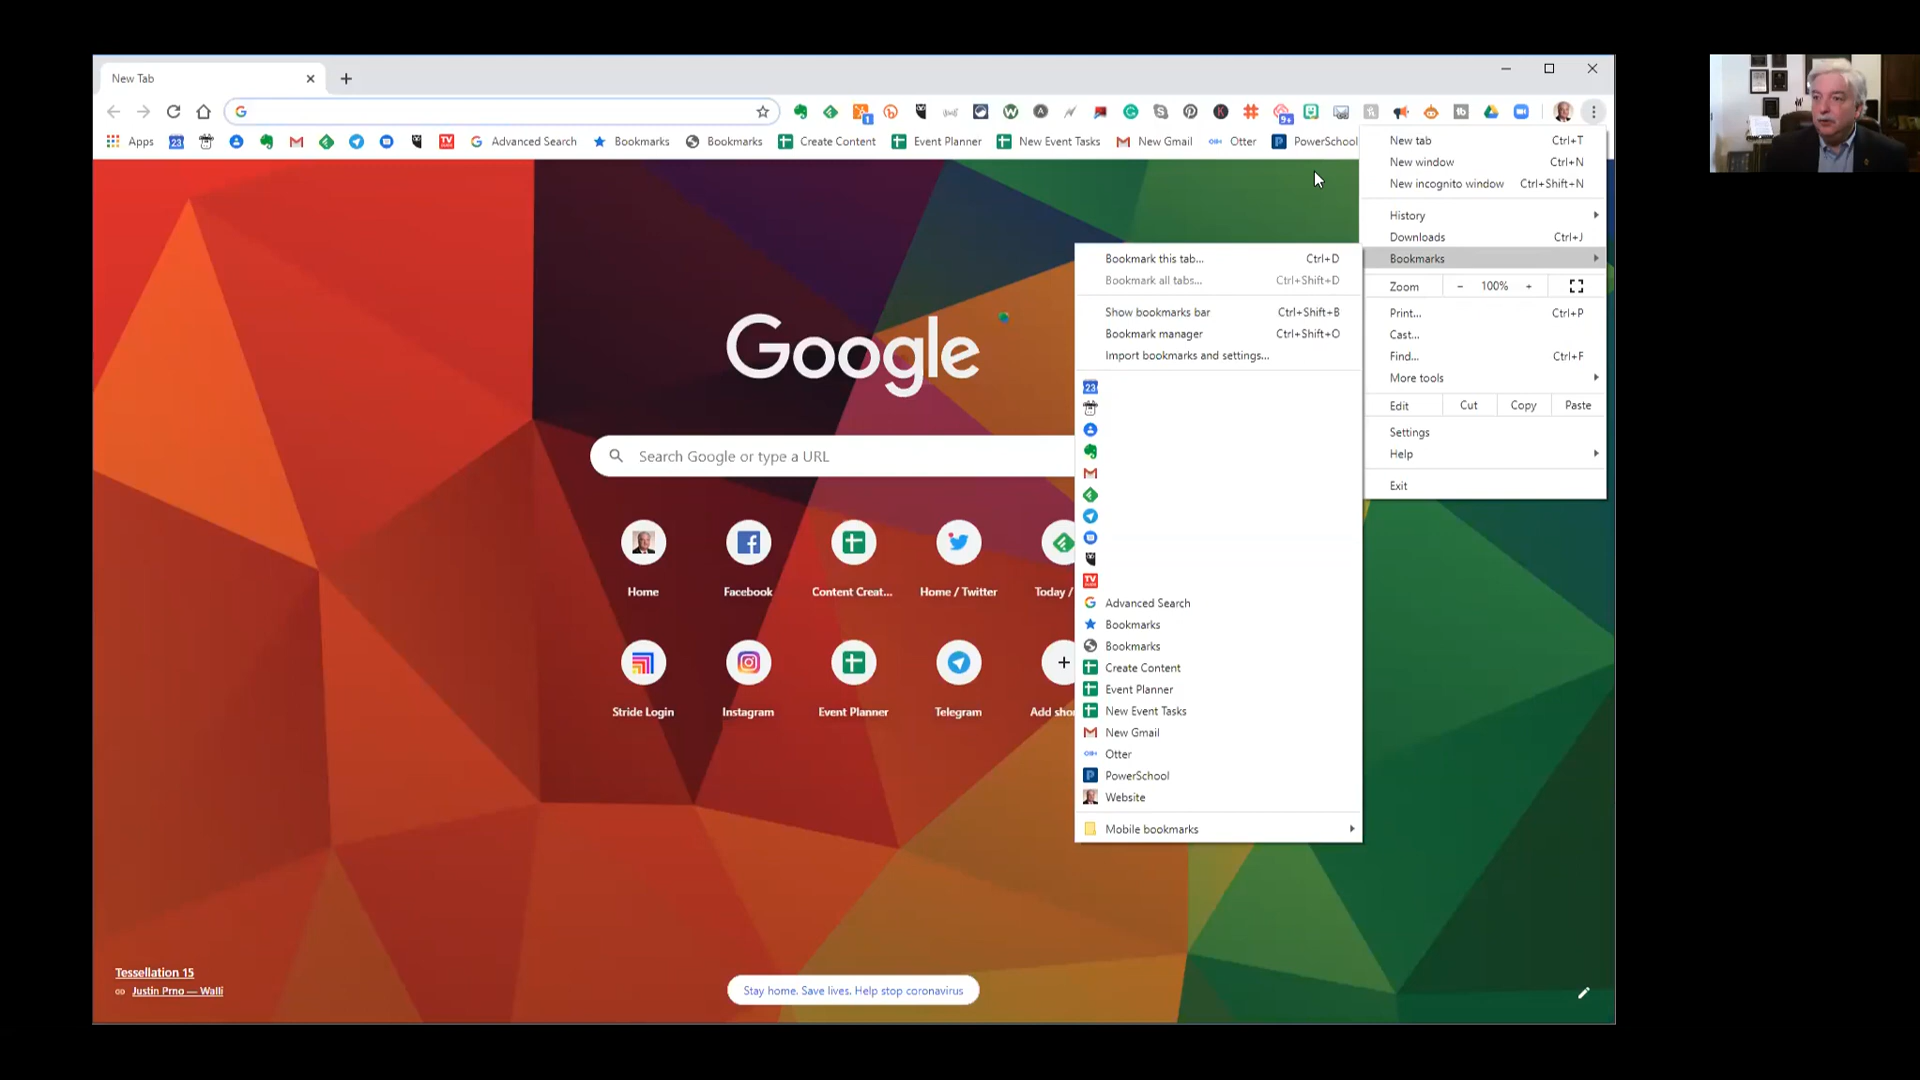 New Tab
1
9+
Apps
23
TV
Advanced Search
Bookmarks
Bookmarks
Create Content
Event Planner
New Event Tasks
New Gmail
Otter
PowerSchool
New tab Ctrl+T
New window Ctrl+N
New incognito window Ctrl+Shift+N
History
Downloads Ctrl+J
Bookmarks
Zoom - 100% +
Print... Ctrl+P
Cast...
Find... Ctrl+F
More tools
Edit Cut Copy Paste
Settings
Help
Exit
Bookmark this tab... Ctrl+D
Bookmark all tabs... Ctrl+Shift+D
Show bookmarks bar Ctrl+Shift+B
Bookmark manager Ctrl+Shift+O
Import bookmarks and settings...
23
TV
Advanced Search
Bookmarks
Bookmarks
Create Content
Event Planner
New Event Tasks
New Gmail
Otter
PowerSchool
Website
Mobile bookmarks
Google
Search Google or type a URL
Home
Facebook
Content Creat...
Home / Twitter
Today /
Stride Login
Instagram
Event Planner
Telegram
Add sho
Tessellation 15
Justin Prno — Walli
Stay home. Save lives. Help stop coronavirus